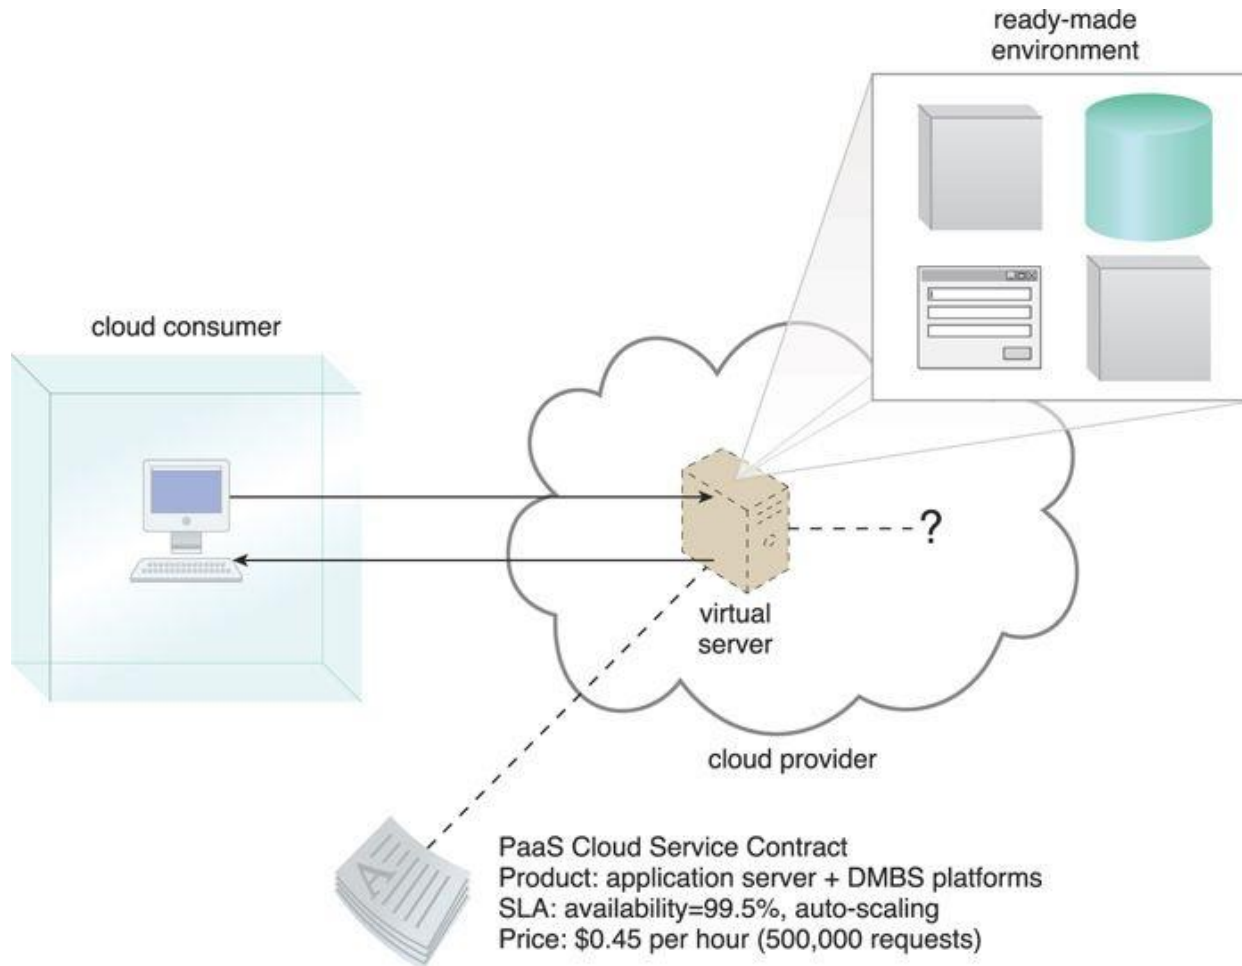 ready-made
environment
cloud consumer
?
virtual
server
cloud provider
PaaS Cloud Service Contract
Product: application server + DMBS platforms
SLA: availability=99.5%, auto-scaling
Price: $0.45 per hour (500,000 requests)
A